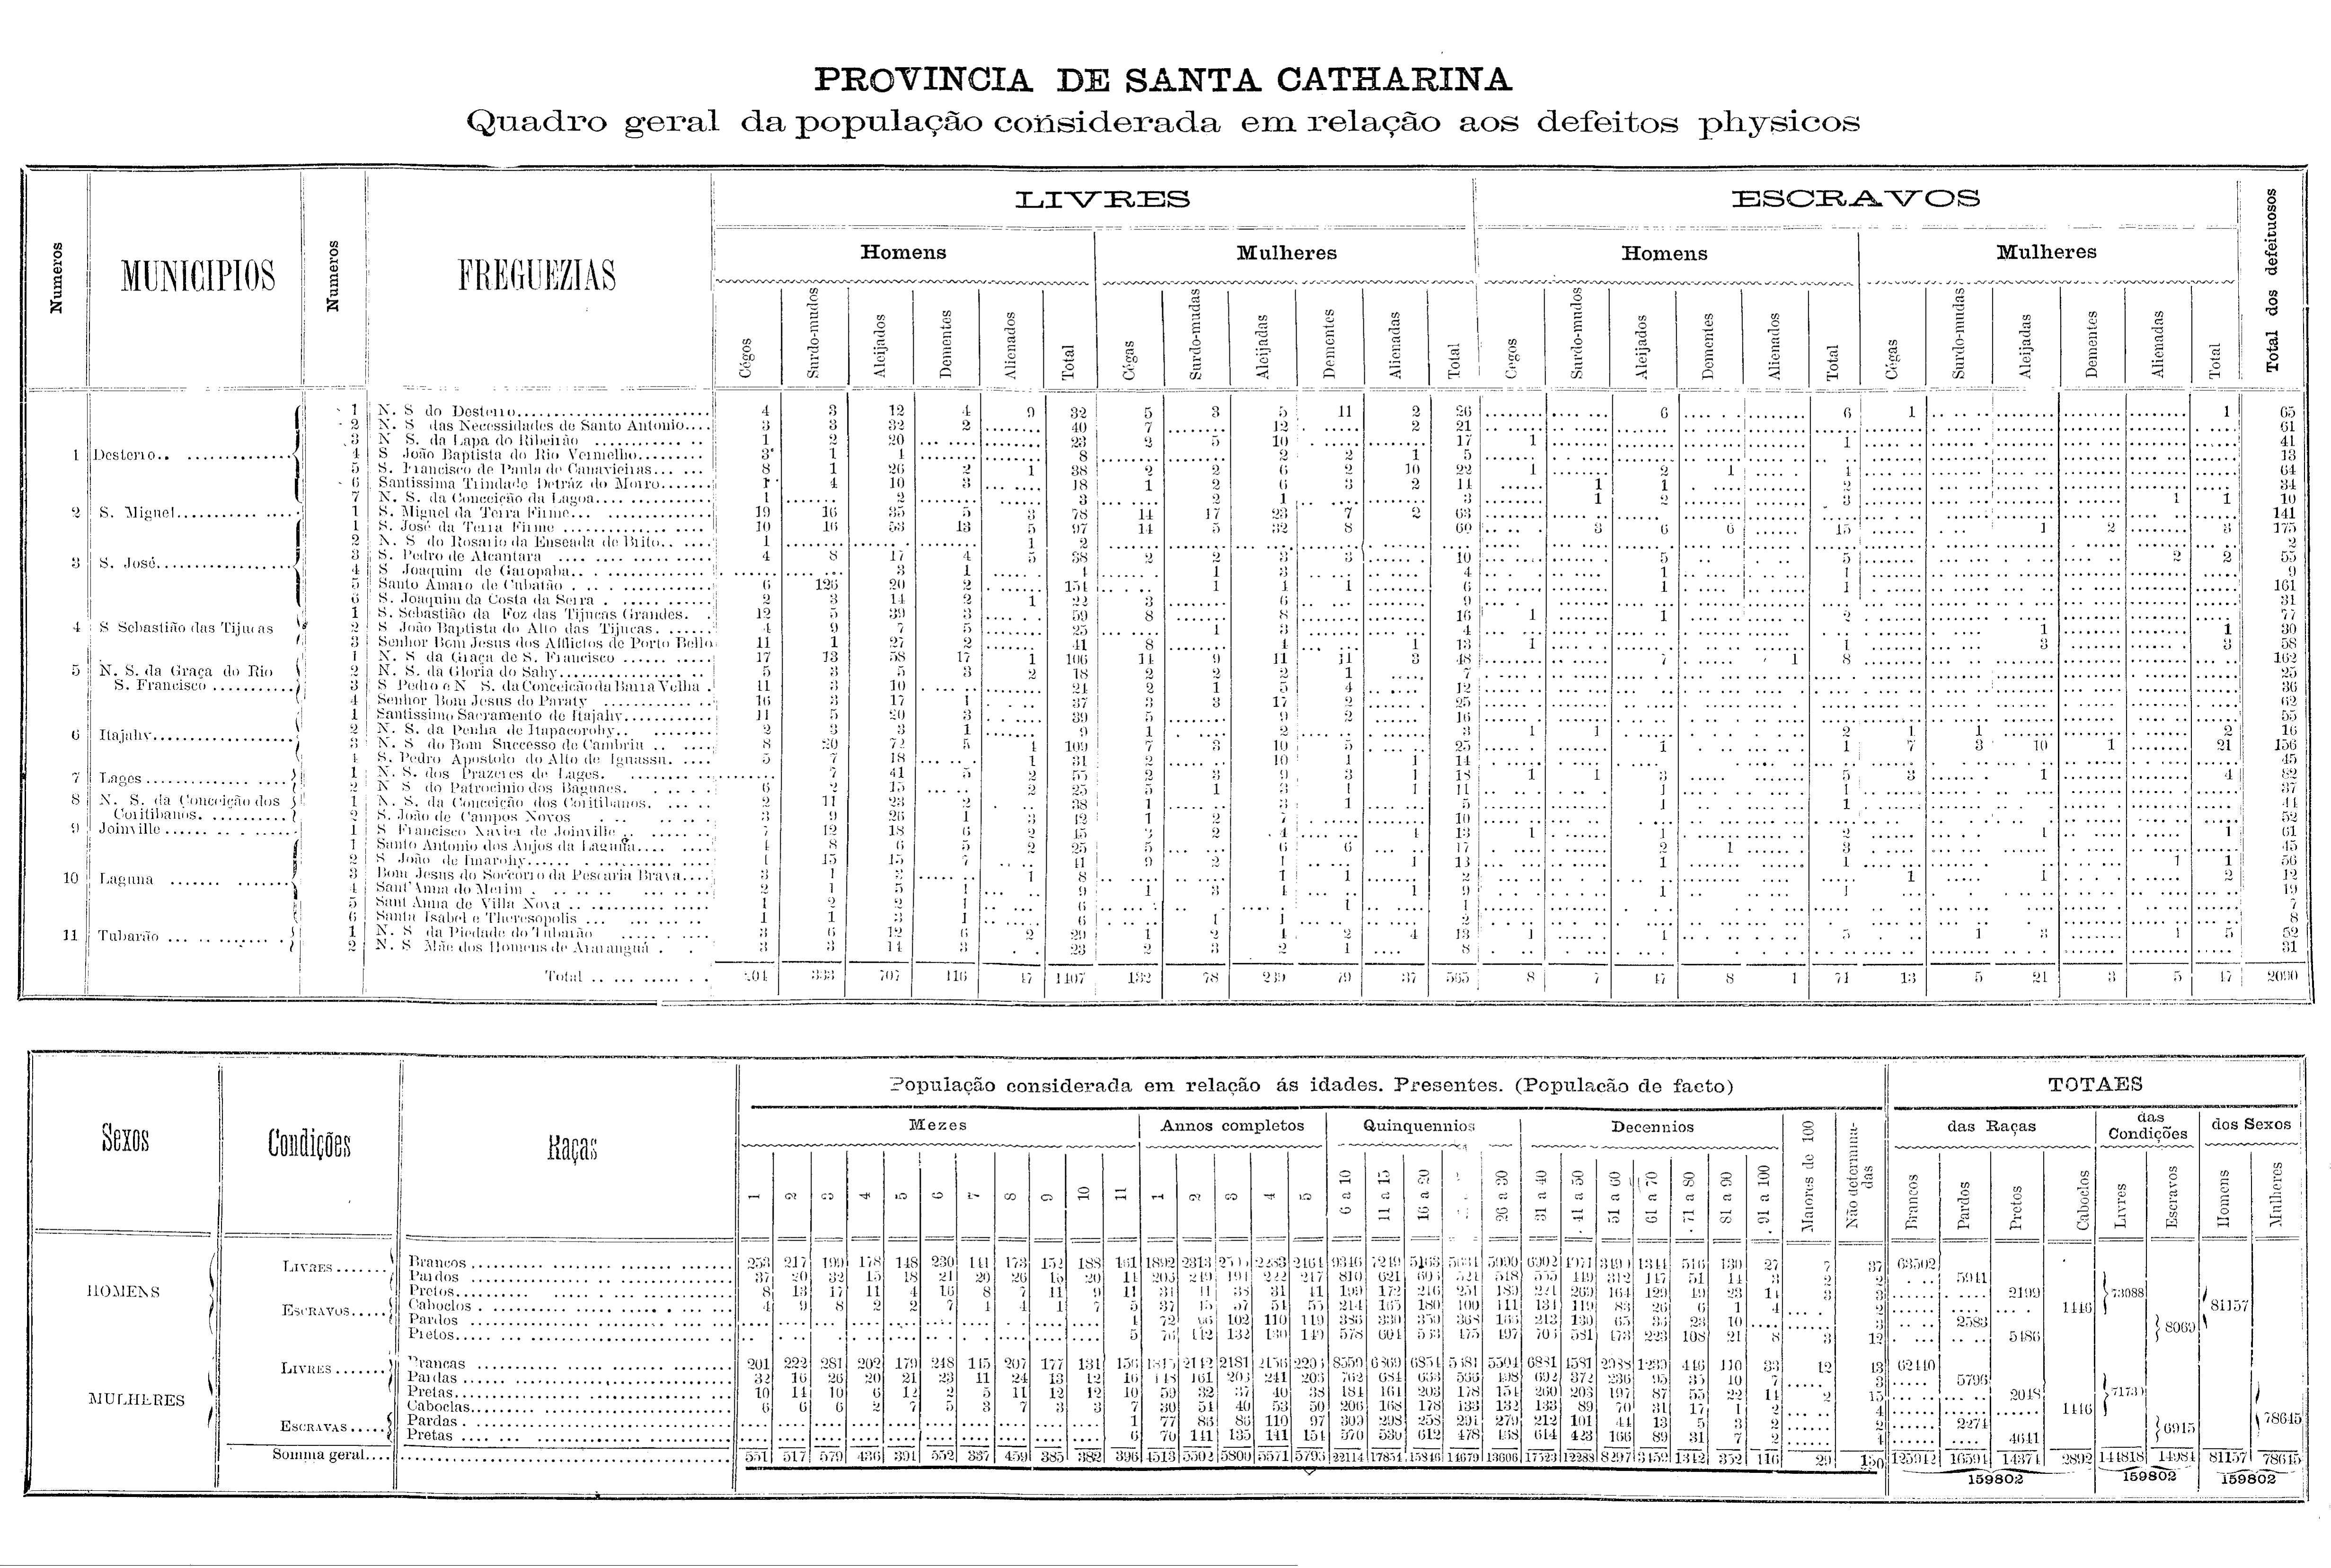 PROVINCIA DE SANTA CATHARINA
Quadro geral da população considerada em relação aos defeitos physicos
Numeros MUNICIPIOS Numeros FREGUEZIAS LIVRES ESCRAVOS Total dos defeituosos
Homens Mulheres Homens Mulheres
Cégos Surdo-mudos Aleijados Dementes Alienados Total Cégas Surdo-mudas Aleijadas Dementes Alienadas Total Cegos Surdo-mudos Aleijados Dementes Alienados Total Cégas Surdo-mudas Aleijadas Dementes Alienadas Total
1 N. S do Desterro 4 3 12 4 9 32 5 3 5 11 2 26 6 6 1 1 65
2 N. S das Necessidades de Santo Antonio 3 3 32 2 40 7 12 2 21 61
3 N S. da Lapa do Ribeirão 1 2 20 23 2 5 10 17 1 1 41
1 Desterro 4 S João Baptista do Rio Vermelho 3 1 4 8 2 2 1 5 13
5 S. Francisco de Paula de Canavieiras 8 1 26 2 1 38 2 2 6 2 10 22 1 2 1 4 64
6 Santissima Trindade Detráz do Morro 1 4 10 3 18 1 2 6 3 2 14 1 1 2 34
7 N. S. da Conceição da Lagoa 1 2 3 2 1 3 1 2 3 1 1 10
2 S. Miguel 1 S. Miguel da Terra Firme 19 16 35 5 3 78 14 17 23 7 2 63 141
1 S. José da Terra Firme 10 16 53 13 5 97 14 5 32 8 60 3 6 6 15 1 2 3 175
2 N. S do Rosario da Enseada de Brito 1 1 2 2
3 S. José 3 S. Pedro de Alcantara 4 8 17 4 5 38 2 2 3 3 10 5 5 2 2 55
4 S Joaquim de Garopaba 3 1 4 1 3 4 1 1 9
5 Santo Amaro de Cubatão 6 126 20 2 154 1 4 1 6 1 1 161
6 S. Joaquim da Costa da Serra 2 3 14 2 1 22 3 6 9 31
1 S. Sebastião da Foz das Tijucas Grandes 12 5 39 3 59 8 8 16 1 1 2 77
4 S Sebastião das Tijucas 2 S João Baptista do Alto das Tijucas 4 9 7 5 25 1 3 4 1 1 30
3 Senhor Bom Jesus dos Afflictos de Porto Bello 11 1 27 2 41 8 4 1 13 1 1 3 3 58
1 N. S da Graça de S. Francisco 17 13 58 17 1 106 14 9 11 11 3 48 7 1 8 162
5 N. S. da Graça do Rio S. Francisco 2 N. S. da Gloria do Sahy 5 3 5 3 2 18 2 2 2 1 7 25
3 S Pedro e N S. da Conceição da Barra Velha 11 3 10 24 2 1 5 4 12 36
4 Senhor Bom Jesus do Paraty 16 3 17 1 37 3 3 17 2 25 62
1 Santissimo Sacramento de Itajahy 11 5 20 3 39 5 9 2 16 55
6 Itajahy 2 N. S. da Penha de Itapacorohy 2 3 3 1 9 1 2 3 1 1 2 1 1 2 16
3 N. S do Bom Successo de Cambriu 8 20 72 5 4 109 7 3 10 5 25 1 1 7 3 10 1 21 156
4 S. Pedro Apostolo do Alto de Iguassu 5 7 18 1 31 2 10 1 1 14 45
7 Lages 1 N. S. dos Prazeres de Lages 7 41 5 2 55 2 3 9 3 1 18 1 1 3 5 3 1 4 82
2 N S do Patrocinio dos Baguaes 6 2 15 25 5 1 3 1 1 11 1 1 37
8 N. S. da Conceição dos Coritibanos 1 N. S. da Conceição dos Coritibanos 2 11 23 2 38 1 3 1 5 1 1 44
2 S. João de Campos Novos 3 9 26 1 3 42 1 2 7 10 52
9 Joinville 1 S Francisco Xavier de Joinville 7 12 18 6 2 45 3 2 4 4 13 1 1 2 1 1 61
1 Santo Antonio dos Anjos da Laguna 4 8 6 5 2 25 5 6 6 17 2 1 3 45
2 S João de Imaruhy 4 15 15 7 41 9 2 1 1 13 1 1 1 1 56
10 Laguna 3 Bom Jesus do Soccorro da Pescaria Brava 3 1 2 1 8 1 1 2 1 1 2 12
4 Sant'Anna do Merim 2 1 5 1 9 1 3 4 1 9 1 1 19
5 Sant Anna de Villa Nova 1 2 2 1 6 1 1 7
6 Santa Isabel e Theresopolis 1 1 3 1 6 1 1 2 8
11 Tubarão 1 N. S da Piedade do Tubarão 3 6 12 6 2 29 1 2 4 2 4 13 1 5 1 3 1 5 52
2 N. S Mãe dos Homens de Araranguá 3 3 14 3 23 2 3 2 1 8 31
Total 333 707 116 47 1407 132 78 239 79 37 565 8 7 47 8 1 71 13 5 21 3 5 47 2090
Sexos Condições Raças População considerada em relação ás idades. Presentes. (População de facto) TOTAES
Mezes Annos completos Quinquennios Decennios Maiores de 100 Não determinadas das Raças das Condições dos Sexos
1 2 3 4 5 6 7 8 9 10 11 1 2 3 4 5 6 a 10 11 a 15 16 a 20 26 a 30 31 a 40 41 a 50 51 a 60 61 a 70 71 a 80 81 a 90 91 a 100 Brancos Pardos Pretos Caboclos Livres Escravos Homens Mulheres
HOMENS LIVRES Brancos 253 217 199 178 148 230 141 173 152 188 161 1892 2313 2283 2161 9346 7219 5163 5634 5990 6902 4971 3490 1344 516 130 27 7 37 63502
Pardos 37 20 32 15 18 21 20 26 15 20 11 203 219 191 222 217 810 621 605 521 518 555 449 312 147 51 14 3 2 2 5941
Pretos 8 13 17 11 4 16 8 7 11 9 11 31 41 38 31 41 199 172 216 251 189 221 269 164 129 49 23 14 3 3 2199 73088
ESCRAVOS Caboclos 4 9 8 2 2 7 4 4 1 7 5 37 45 57 54 55 214 165 180 100 111 131 119 83 26 6 1 4 2 1446 81157
Pardos 1 72 102 110 119 386 330 350 368 165 213 130 65 35 23 10 3 2583 8069
Pretos 5 76 112 132 130 149 578 604 533 475 497 705 581 473 223 108 21 8 3 12 5486
MULHERES LIVRES Brancas 201 222 281 202 179 248 145 207 177 131 156 2142 2181 2156 8559 6869 6854 5504 6881 4581 2988 1239 446 110 33 12 13 62440
Pardas 32 16 26 20 21 23 11 24 13 12 16 148 161 203 241 203 762 684 633 566 498 692 372 236 95 35 10 7 3 5796
Pretas 10 14 10 6 12 2 5 11 12 12 10 59 32 37 40 38 184 161 203 178 154 260 203 197 87 55 22 14 2 15 2048
Caboclas 6 6 6 2 7 5 3 7 3 3 7 30 54 40 53 50 206 168 178 133 132 133 89 70 31 17 1 2 4 1446
ESCRAVAS Pardas 1 77 86 86 110 97 309 298 258 291 279 212 101 44 13 5 3 2 2 2274 6915 78645
Pretas 6 70 141 135 141 154 570 530 612 478 614 423 166 89 31 7 2 4 4641
Somma geral 551 517 579 436 391 552 337 459 385 382 396 4513 5502 5800 5571 5795 22114 17854 15846 14679 13606 17523 12288 8297 3452 1342 352 116 29 125942 16594 14374 2892 144818 14984 81157 78645
159802 159802 159802